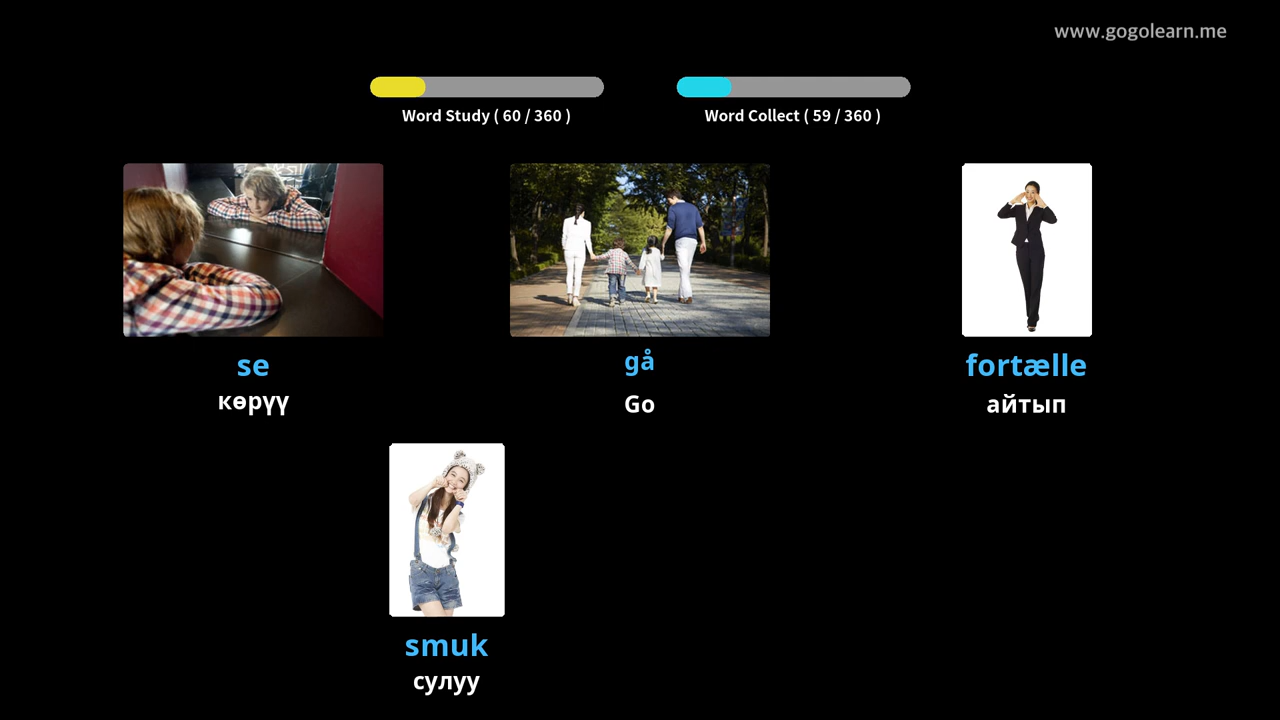 www.gogolearn.me
Word Study ( 60 / 360 )
Word Collect ( 59 / 360 )
se
көрүү
gå
Go
fortælle
айтып
smuk
сулуу